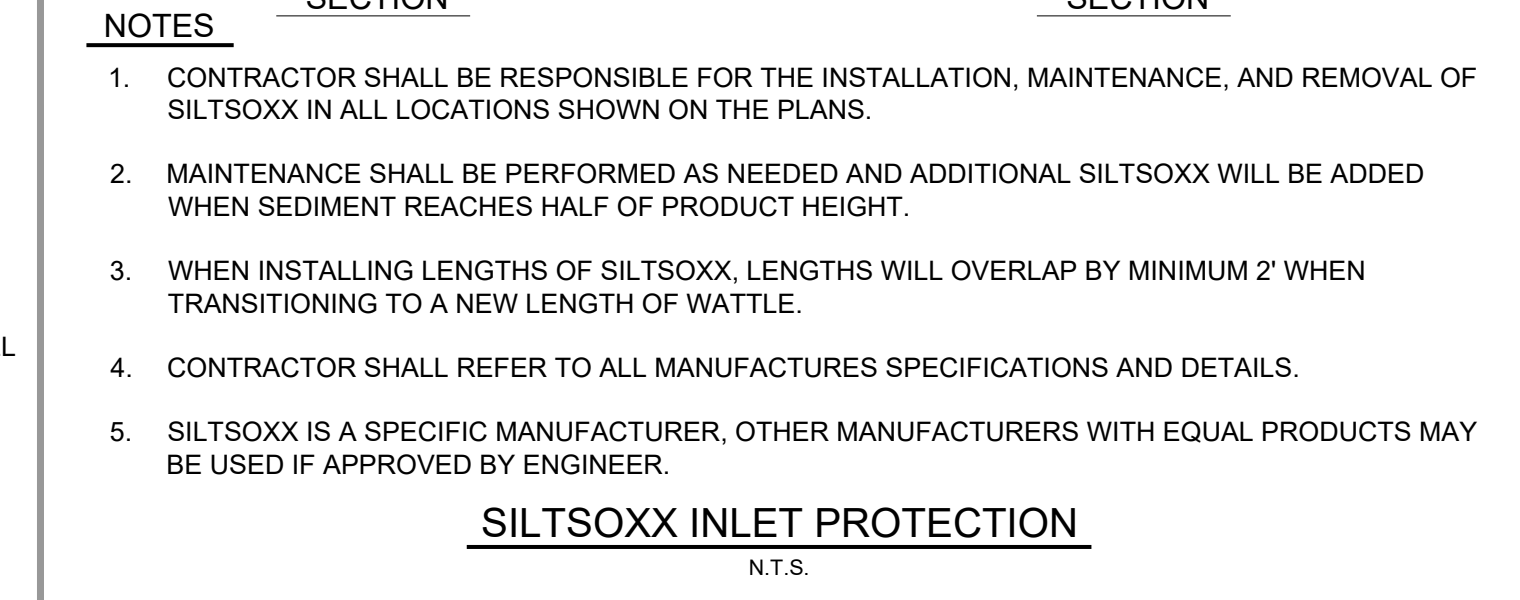 SECTION SECTION
NOTES
1. CONTRACTOR SHALL BE RESPONSIBLE FOR THE INSTALLATION, MAINTENANCE, AND REMOVAL OF
SILTSOXX IN ALL LOCATIONS SHOWN ON THE PLANS.
2. MAINTENANCE SHALL BE PERFORMED AS NEEDED AND ADDITIONAL SILTSOXX WILL BE ADDED
WHEN SEDIMENT REACHES HALF OF PRODUCT HEIGHT.
3. WHEN INSTALLING LENGTHS OF SILTSOXX, LENGTHS WILL OVERLAP BY MINIMUM 2' WHEN
TRANSITIONING TO A NEW LENGTH OF WATTLE.
L
4. CONTRACTOR SHALL REFER TO ALL MANUFACTURES SPECIFICATIONS AND DETAILS.
5. SILTSOXX IS A SPECIFIC MANUFACTURER, OTHER MANUFACTURERS WITH EQUAL PRODUCTS MAY
BE USED IF APPROVED BY ENGINEER.
SILTSOXX INLET PROTECTION
N.T.S.